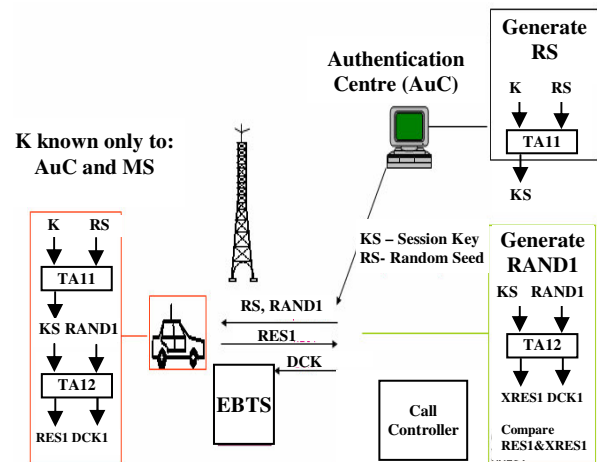 Generate
RS
K RS
TA11
KS
Authentication
Centre (AuC)
K known only to:
AuC and MS
K RS
TA11
KS RAND1
TA12
RES1 DCK1
KS – Session Key
RS- Random Seed
RS, RAND1
RES1
DCK
EBTS
Call
Controller
Generate
RAND1
KS RAND1
TA12
XRES1 DCK1
Compare
RES1&XRES1